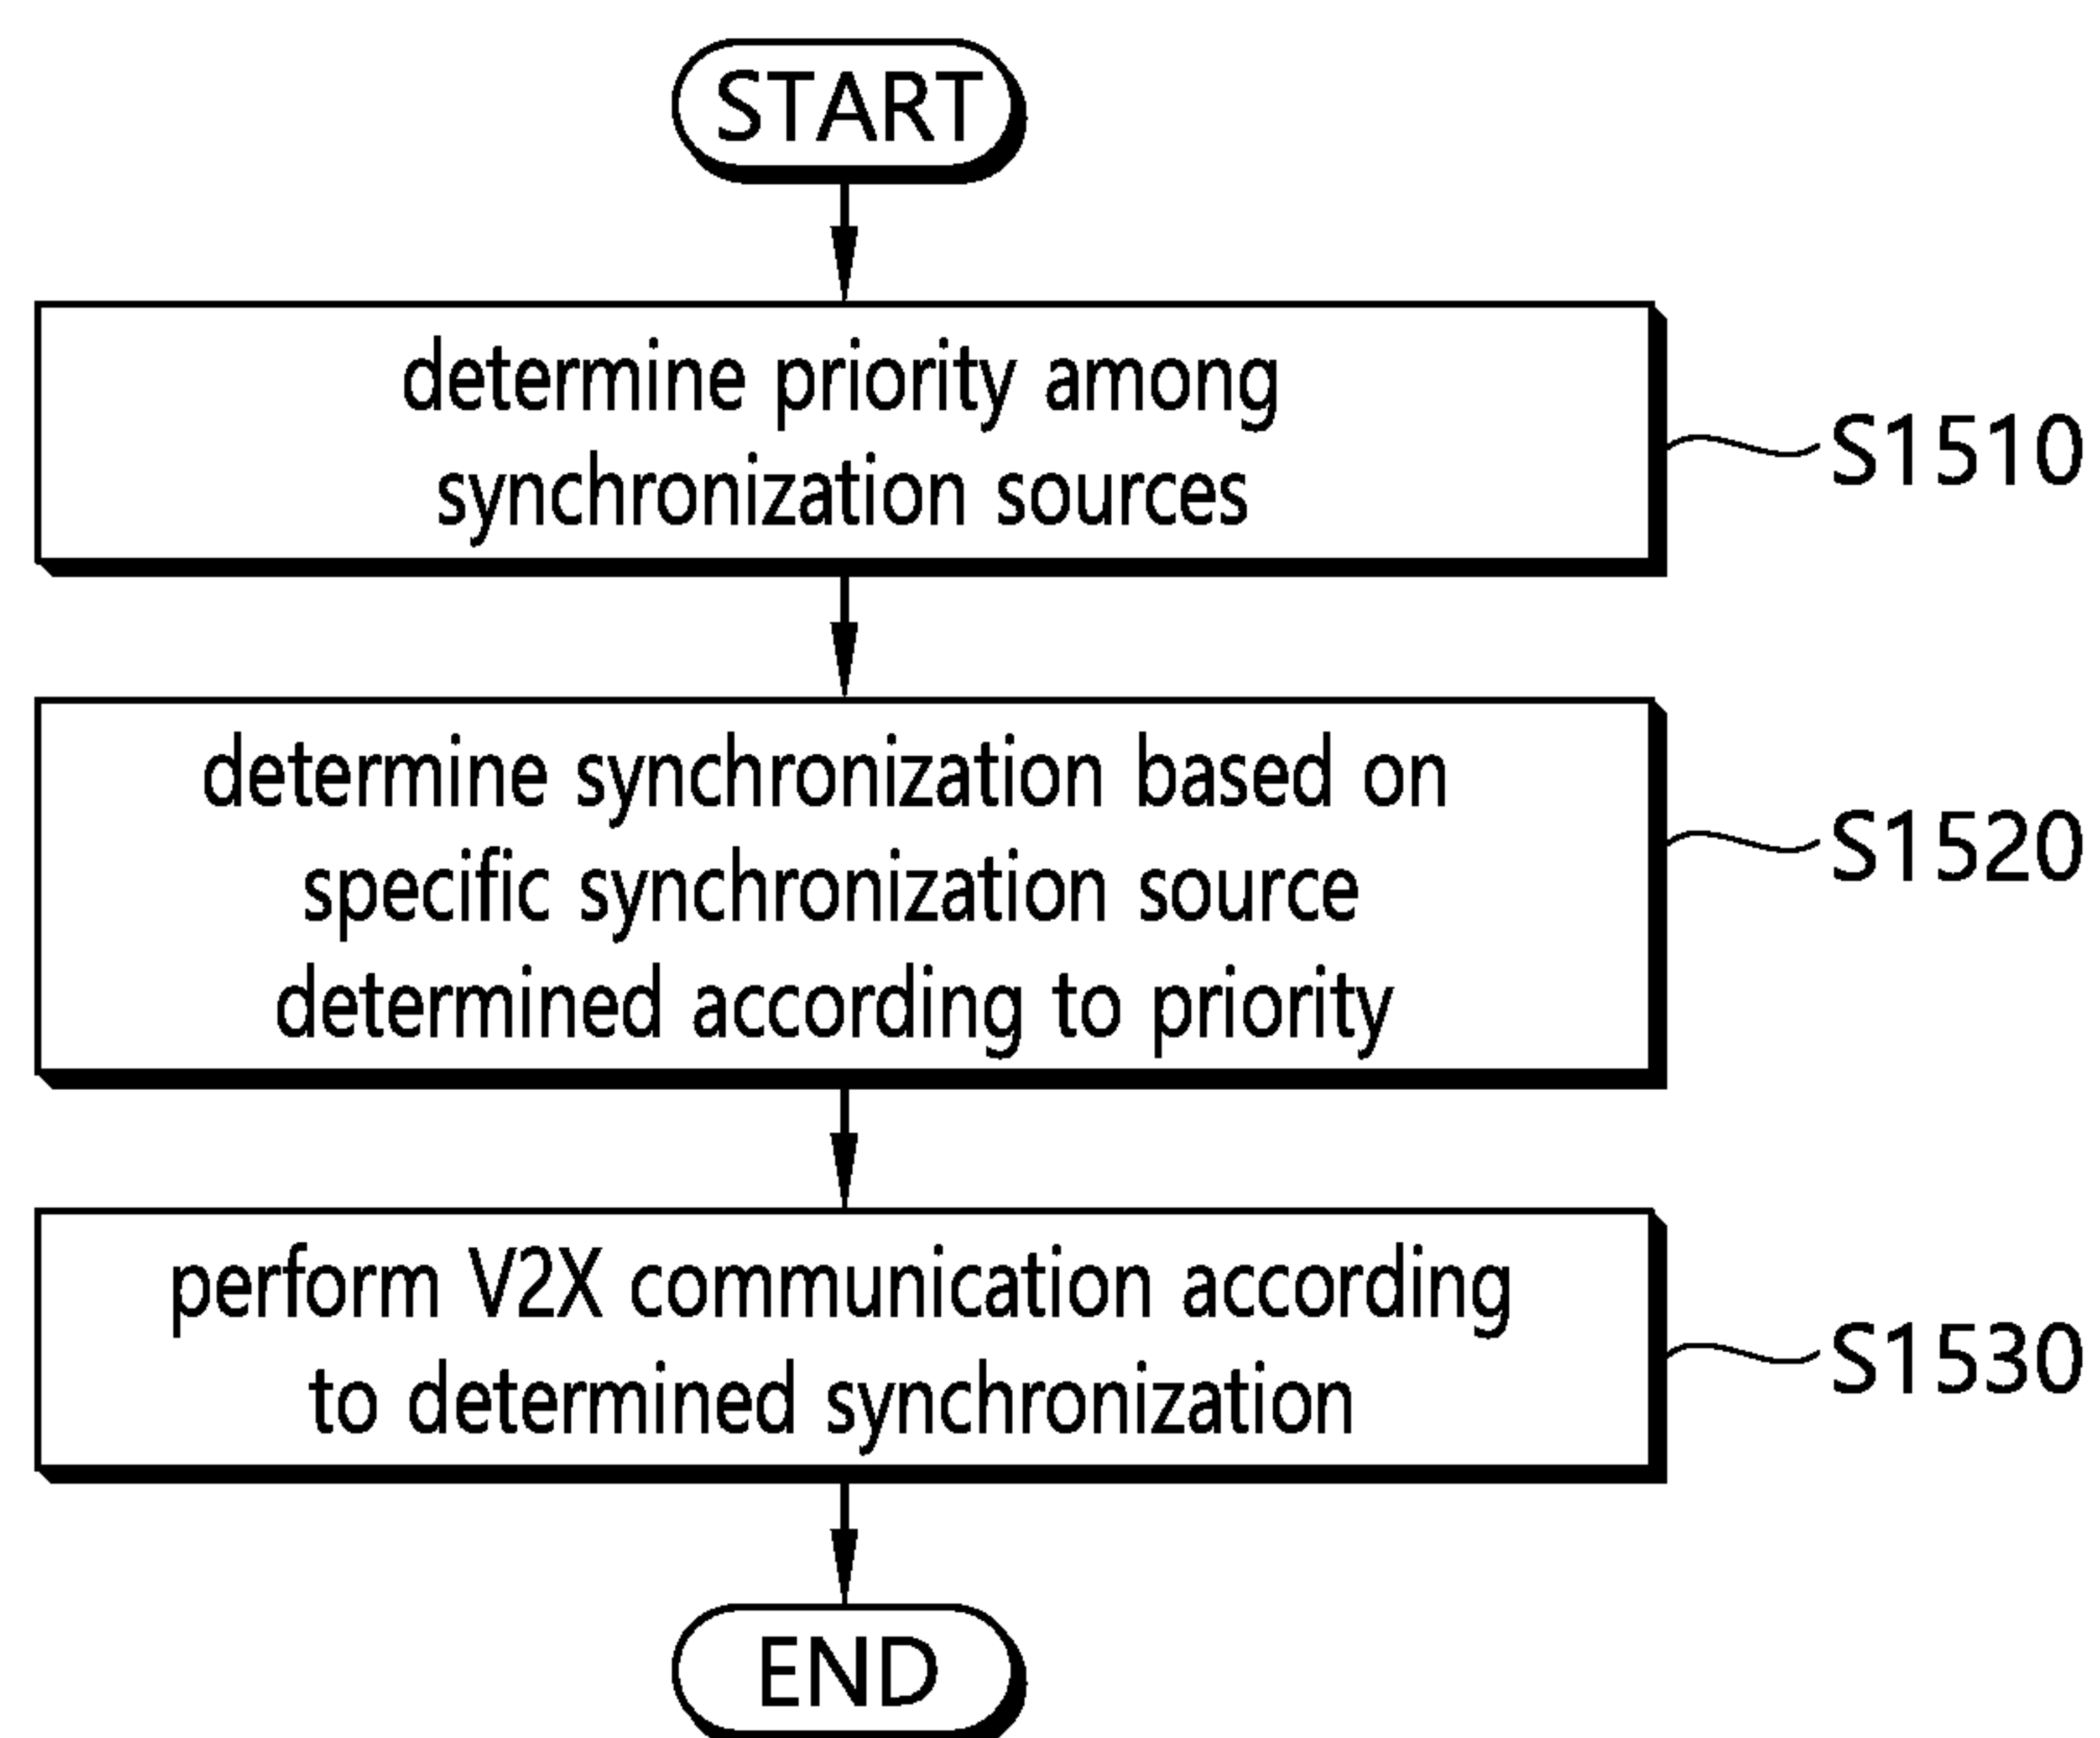 START
determine priority among
synchronization sources
S1510
determine synchronization based on
specific synchronization source
determined according to priority
S1520
perform V2X communication according
to determined synchronization
S1530
END